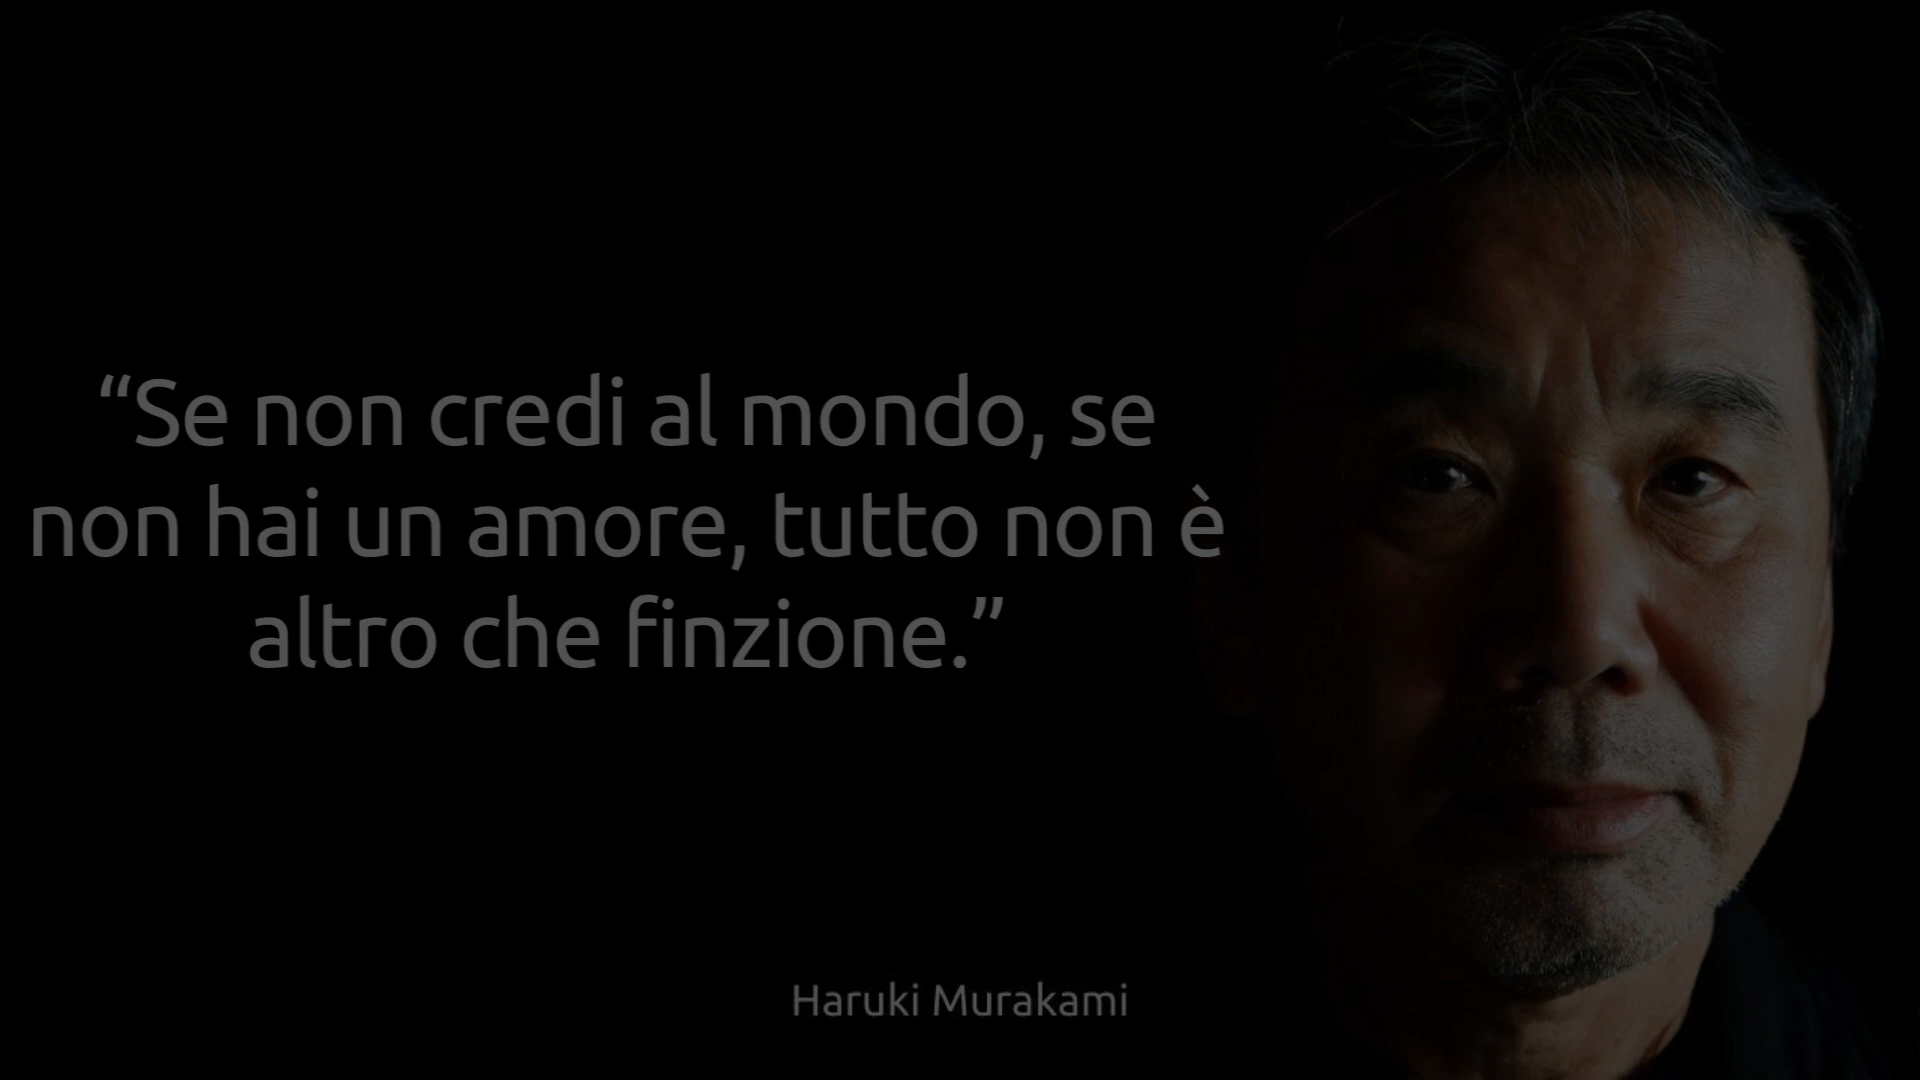 “Se non credi al mondo, se
non hai un amore, tutto non è
altro che finzione.”
Haruki Murakami